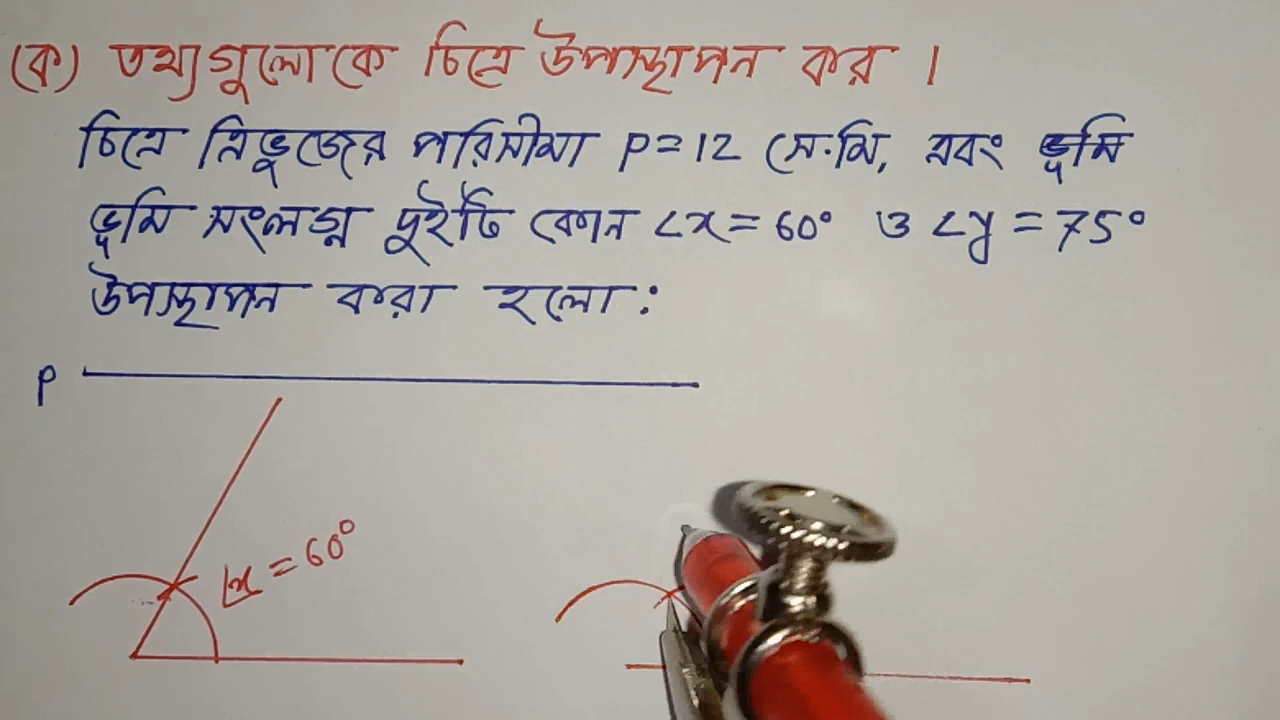 (ক) তথ্যগুলোকে চিত্রে উপস্থাপন কর ।
চিত্রে ত্রিভুজের পরিসীমা P=12 সে.মি, এবং ভূমি
ভূমি সংলগ্ন দুইটি কোন ∠x=60° ও ∠y=75°
উপস্থাপন করা হলো:
P
∠x=60°